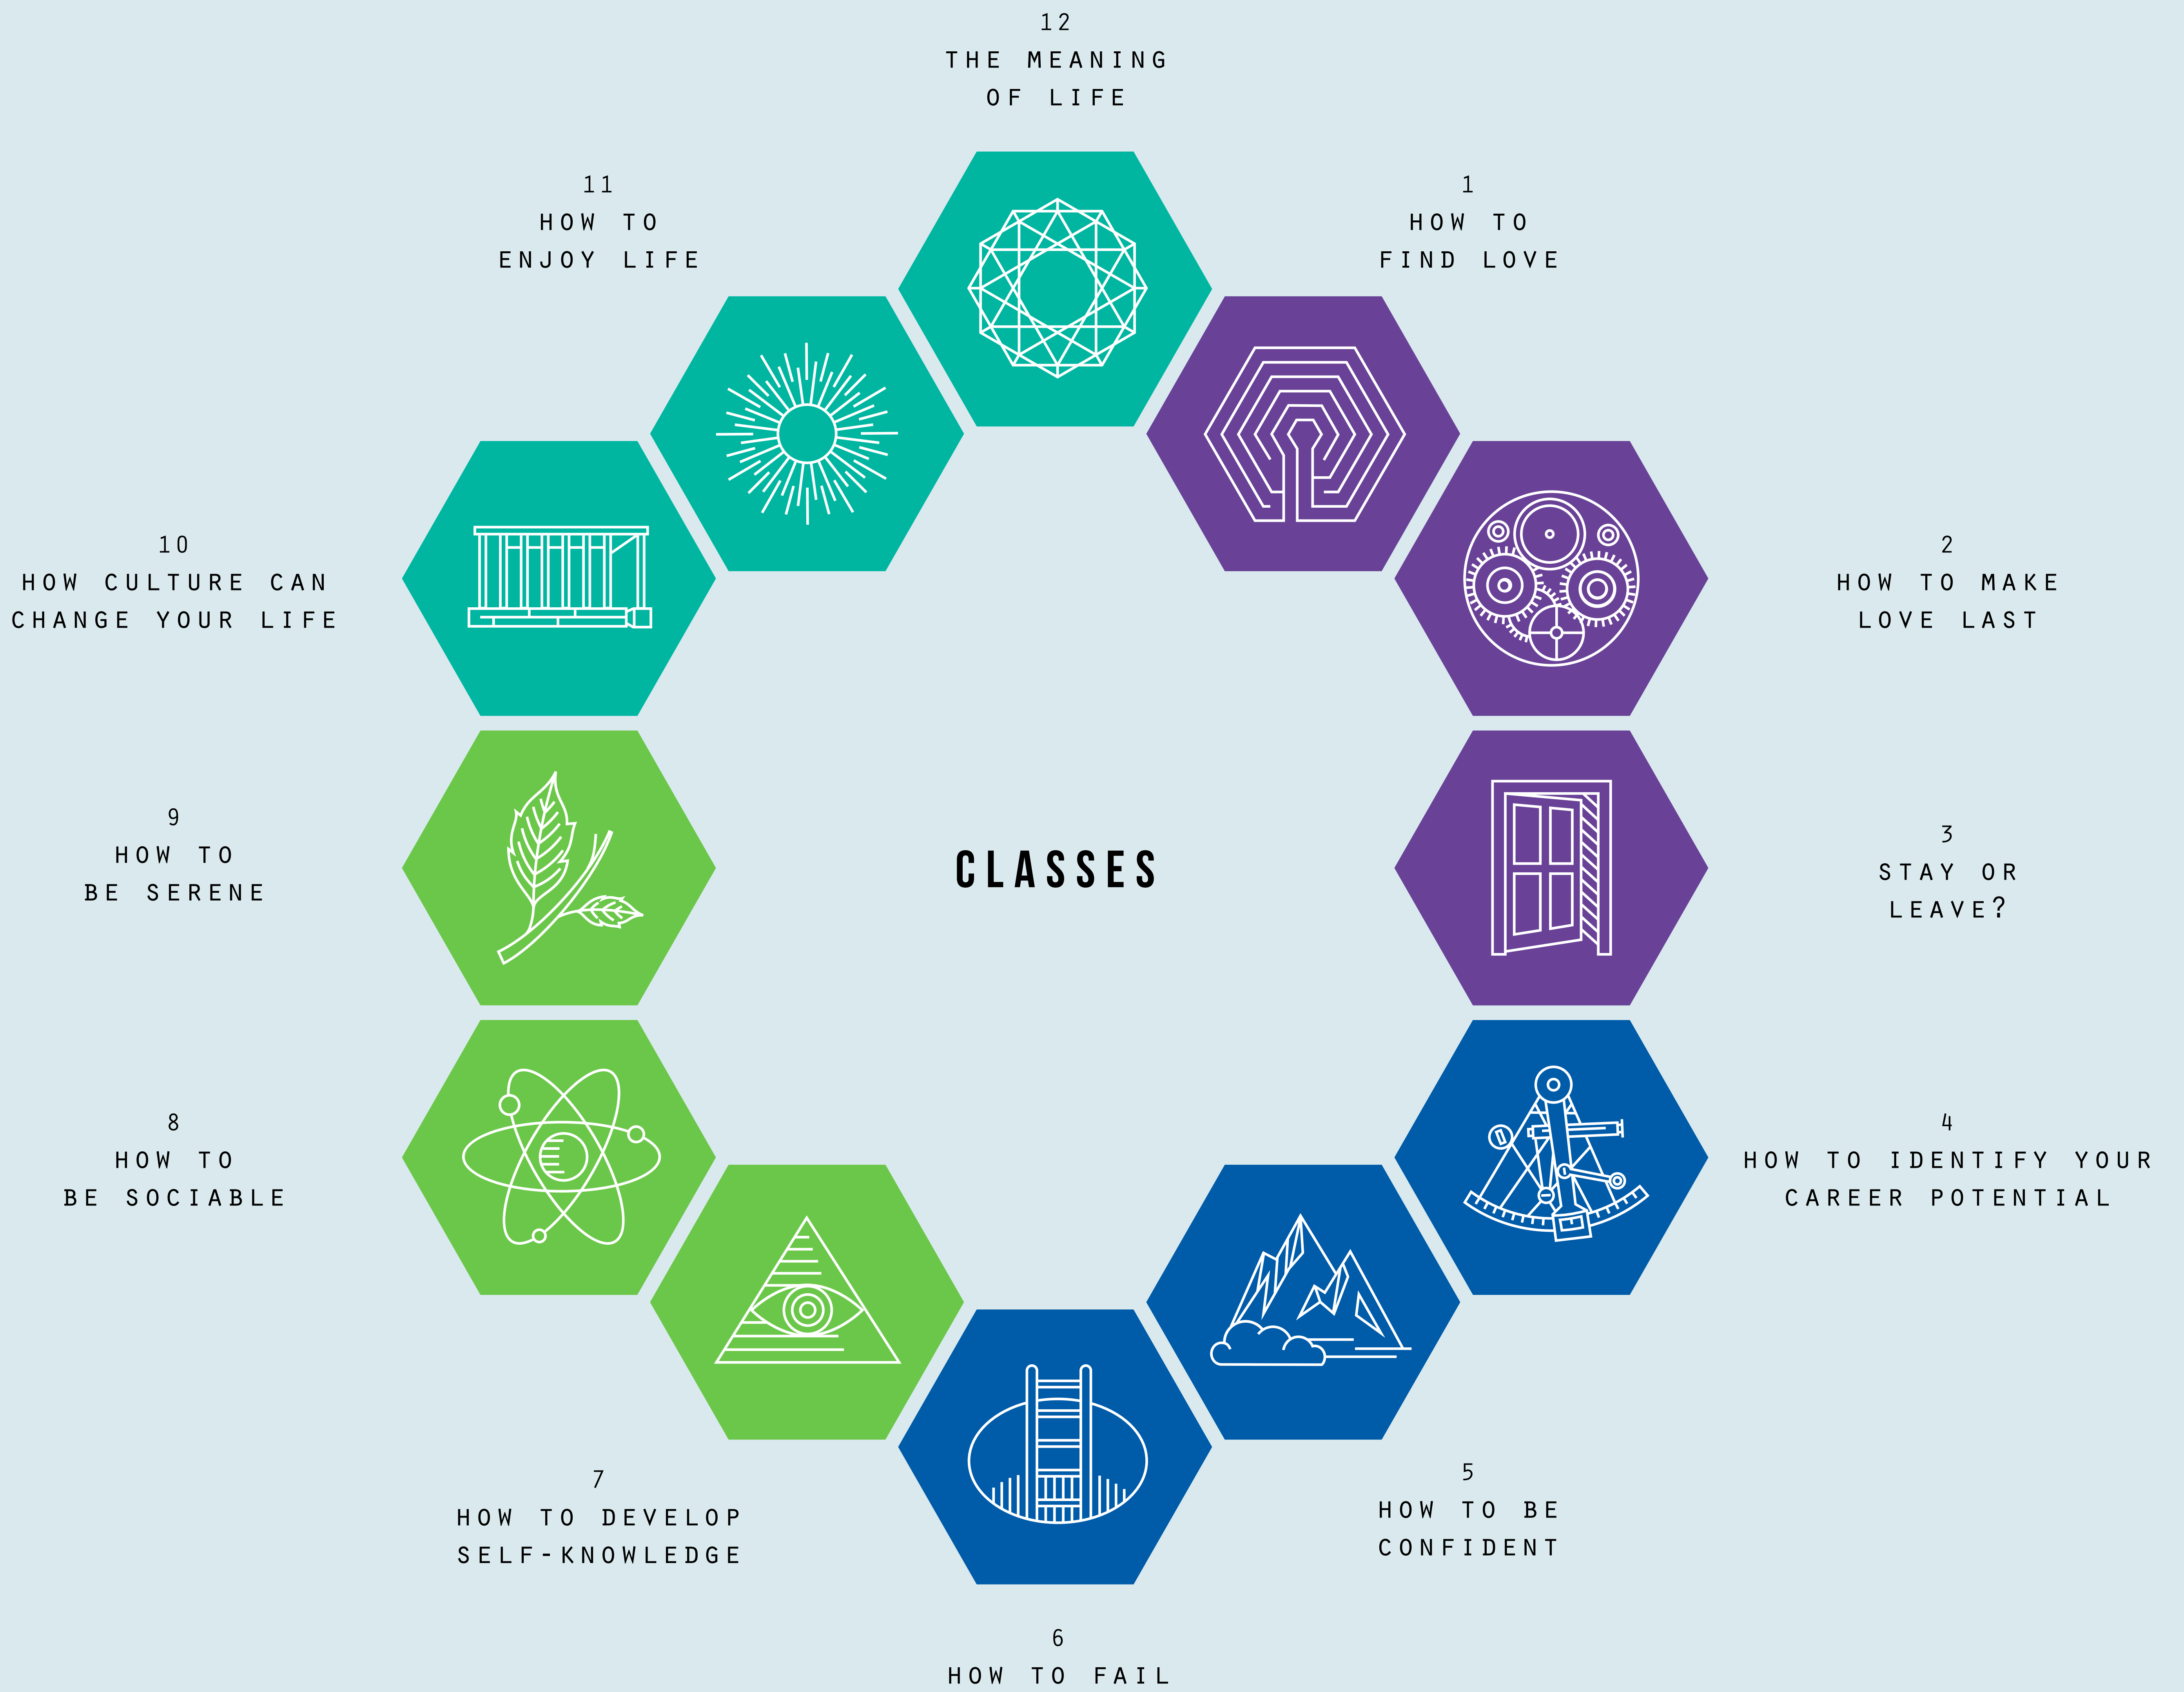 12
THE MEANING
OF LIFE
11
HOW TO
ENJOY LIFE
1
HOW TO
FIND LOVE
10
HOW CULTURE CAN
CHANGE YOUR LIFE
2
HOW TO MAKE
LOVE LAST
9
HOW TO
BE SERENE
CLASSES
3
STAY OR
LEAVE?
8
HOW TO
BE SOCIABLE
4
HOW TO IDENTIFY YOUR
CAREER POTENTIAL
7
HOW TO DEVELOP
SELF-KNOWLEDGE
5
HOW TO BE
CONFIDENT
6
HOW TO FAIL